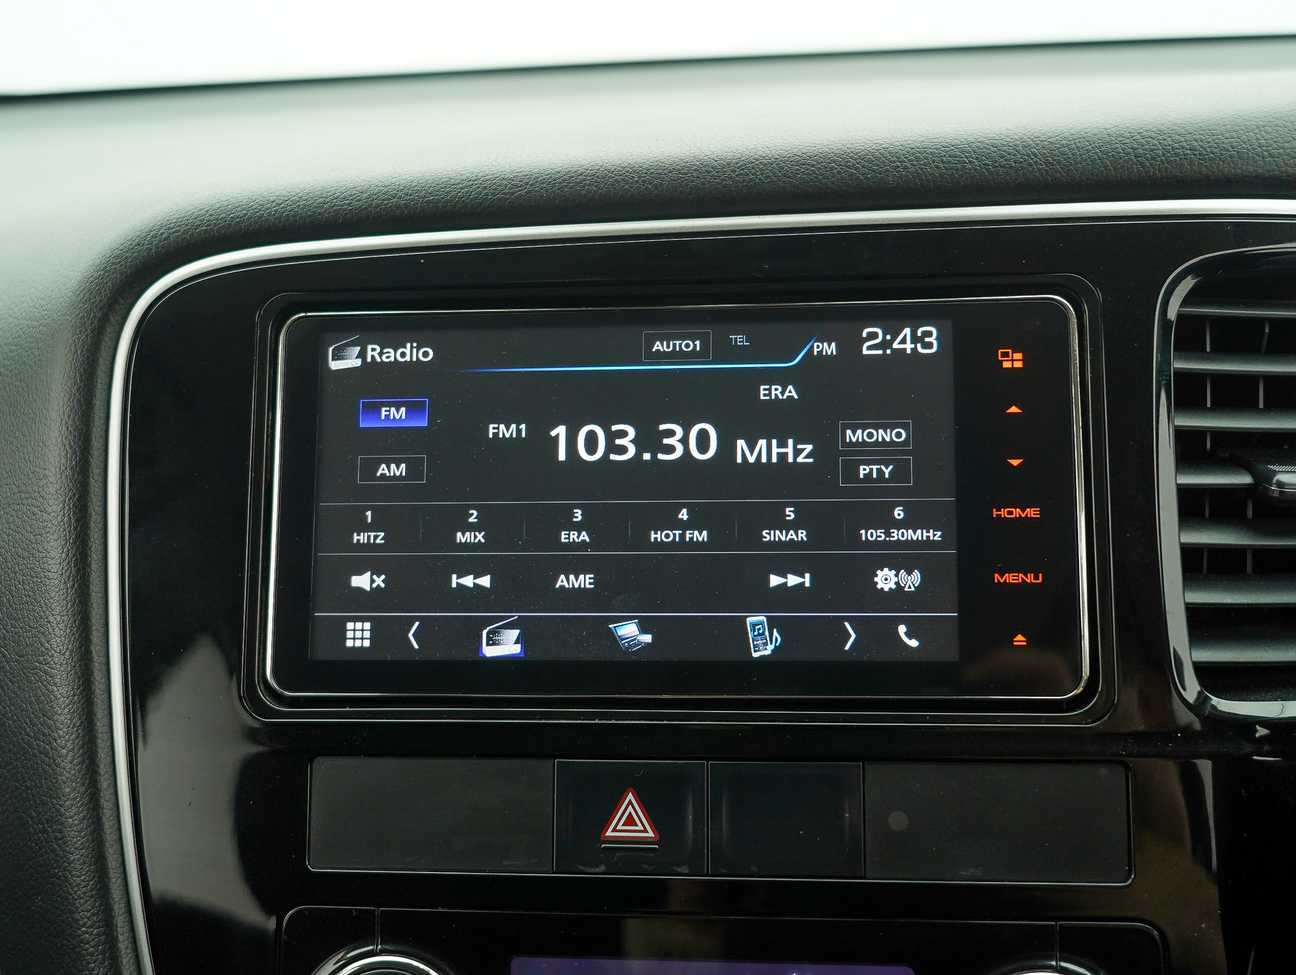 Radio AUTO1 TEL PM 2:43
ERA
FM
FM1 103.30 MHz MONO
AM PTY
1 2 3 4 5 6
HITZ MIX ERA HOT FM SINAR 105.30MHz
AME
HOME
MENU